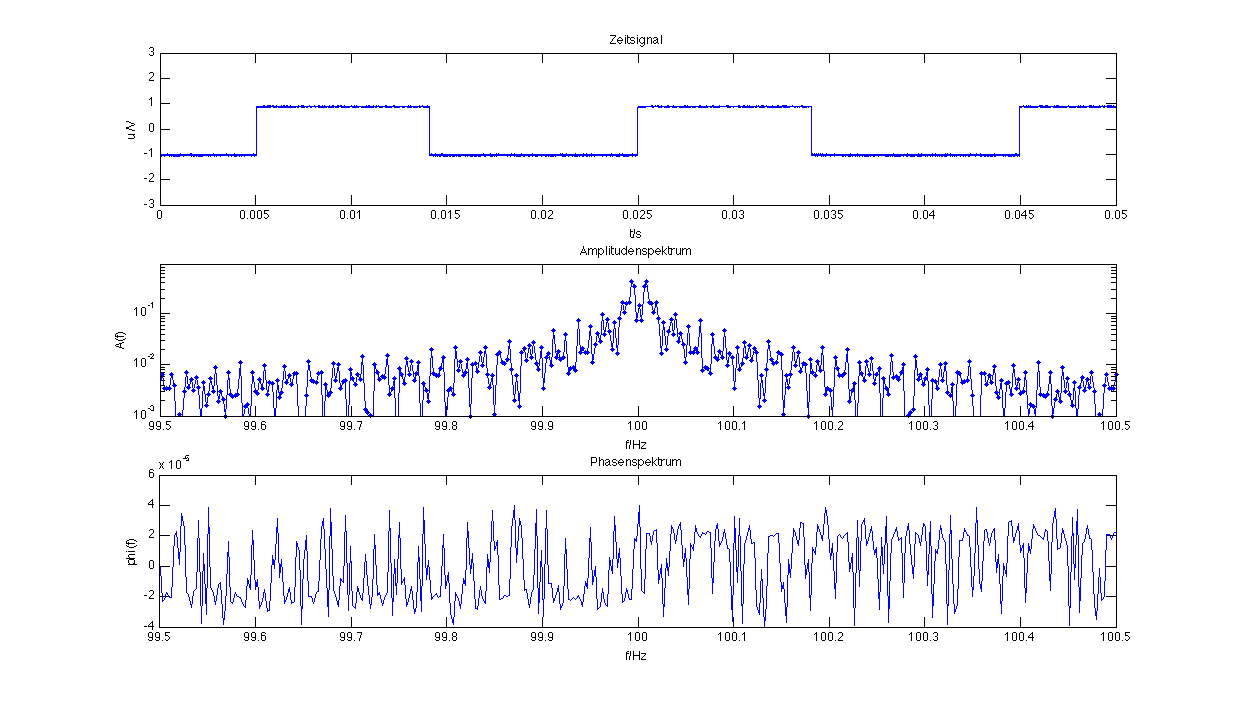 Zeitsignal
3
2
1
0
-1
-2
-3
u /V
0 0.005 0.01 0.015 0.02 0.025 0.03 0.035 0.04 0.045 0.05
t/s
Amplitudenspektrum
10^-1
10^-2
10^-3
A(f)
99.5 99.6 99.7 99.8 99.9 100 100.1 100.2 100.3 100.4 100.5
f/Hz
Phasenspektrum
x 10^-5
6
4
2
0
-2
-4
phi(f)
99.5 99.6 99.7 99.8 99.9 100 100.1 100.2 100.3 100.4 100.5
f/Hz